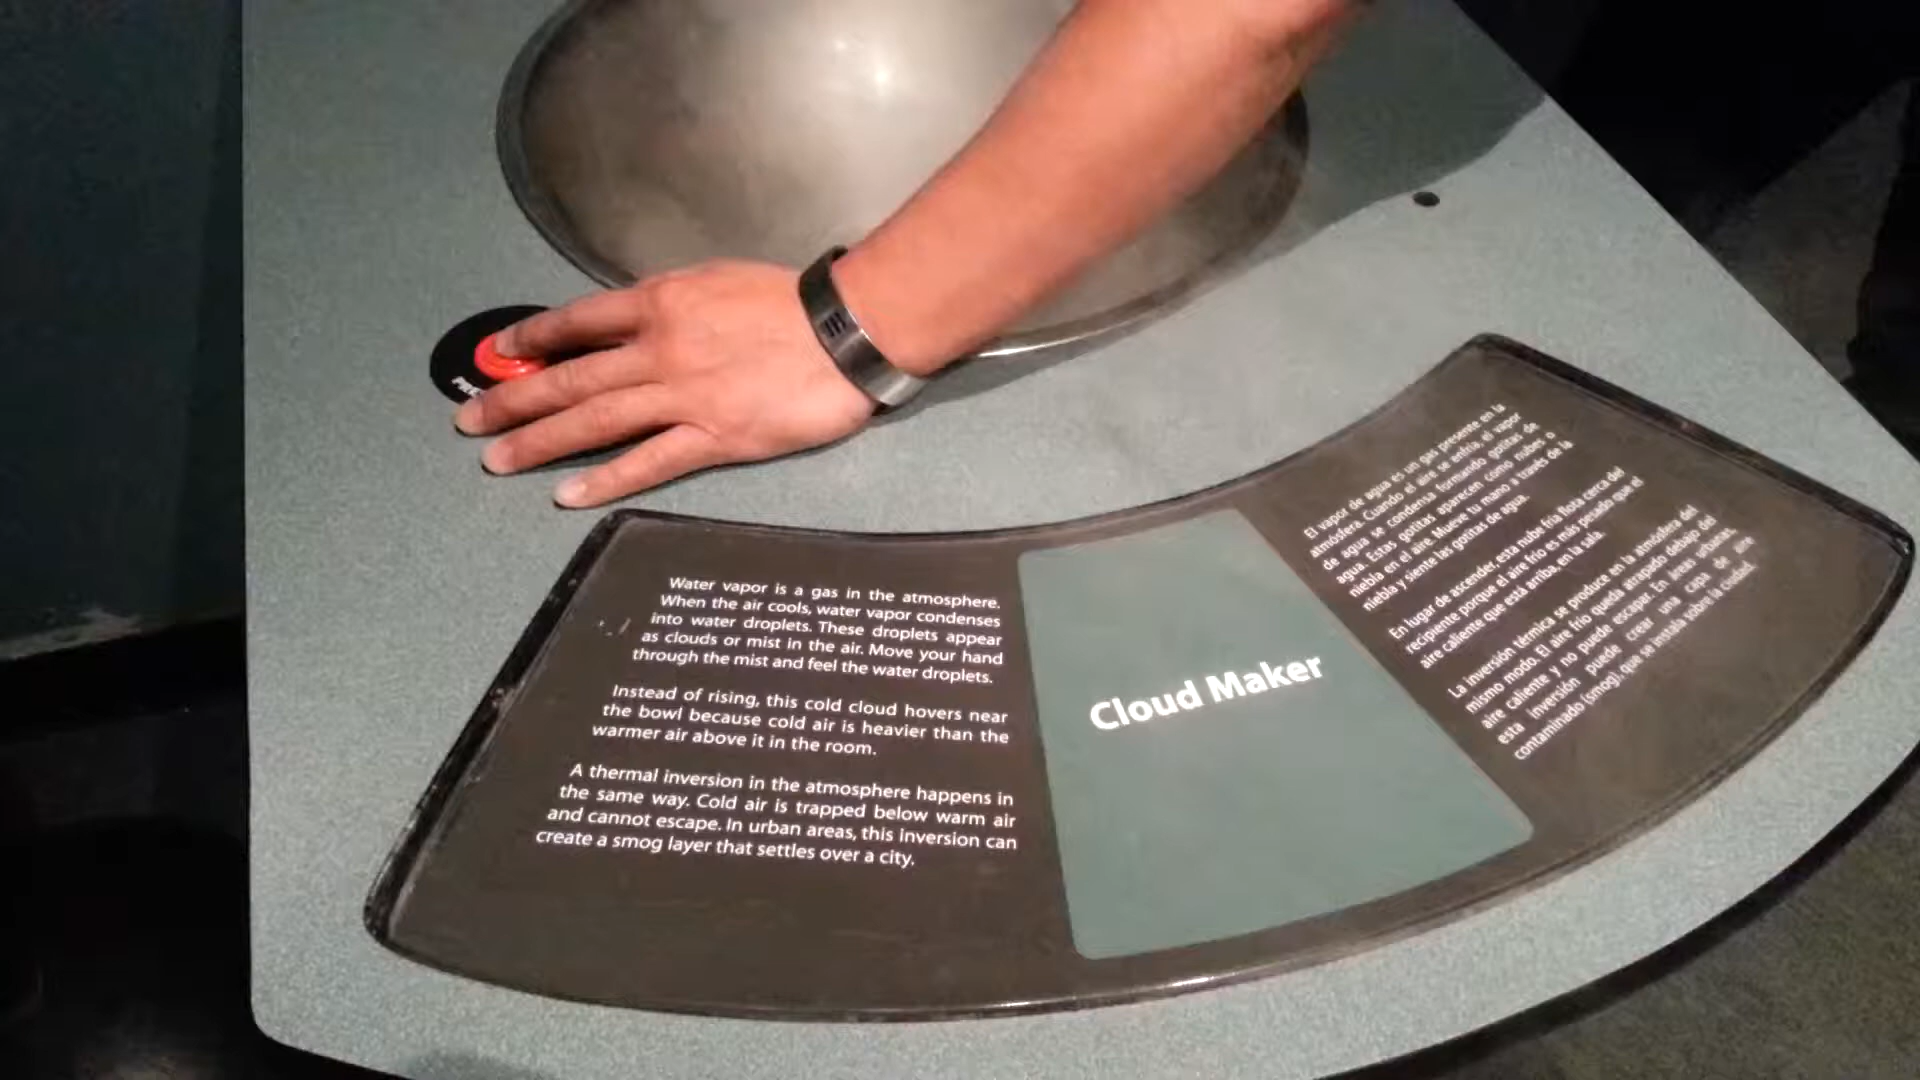 PRE
Water vapor is a gas in the atmosphere.
When the air cools, water vapor condenses
into water droplets. These droplets appear
as clouds or mist in the air. Move your hand
through the mist and feel the water droplets.
Instead of rising, this cold cloud hovers near
the bowl because cold air is heavier than the
warmer air above it in the room.
A thermal inversion in the atmosphere happens in
the same way. Cold air is trapped below warm air
and cannot escape. In urban areas, this inversion can
create a smog layer that settles over a city.
Cloud Maker
El vapor de agua es un gas presente en la
atmósfera. Cuando el aire se enfría, el vapor
de agua se condensa formando gotitas de
agua. Estas gotitas aparecen como nubes o
niebla en el aire. Mueve tu mano a través de la
niebla y siente las gotitas de agua.
En lugar de ascender, esta nube fría flota cerca del
recipiente porque el aire frío es más pesado que el
aire caliente que está arriba, en la sala.
La inversión térmica se produce en la atmósfera del
mismo modo. El aire frío queda atrapado debajo del
aire caliente y no puede escapar. En áreas urbanas,
esta inversión puede crear una capa de aire
contaminado (smog), que se instala sobre la ciudad.